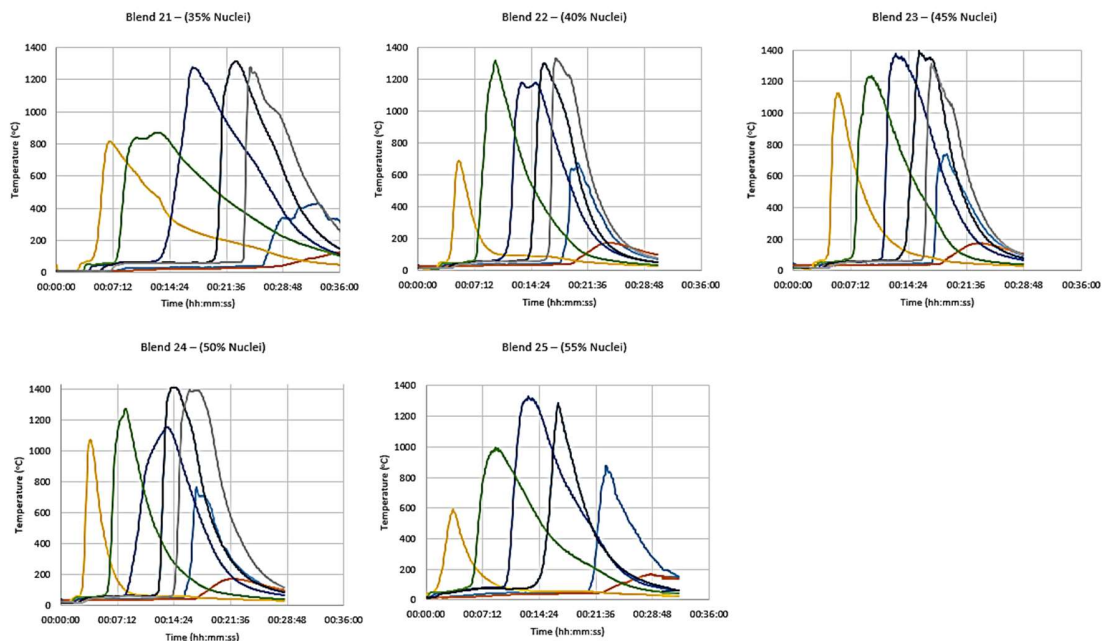 Blend 21 – (35% Nuclei)
Blend 22 – (40% Nuclei)
Blend 23 – (45% Nuclei)
Temperature (ºC)
1400
1200
1000
800
600
400
200
0
00:00:00 00:07:12 00:14:24 00:21:36 00:28:48 00:36:00
Time (hh:mm:ss)
Temperature (ºC)
1400
1200
1000
800
600
400
200
0
00:00:00 00:07:12 00:14:24 00:21:36 00:28:48 00:36:00
Time (hh:mm:ss)
Temperature (ºC)
1400
1200
1000
800
600
400
200
0
00:00:00 00:07:12 00:14:24 00:21:36 00:28:48 00:36:00
Time (hh:mm:ss)
Blend 24 – (50% Nuclei)
Blend 25 – (55% Nuclei)
Temperature (ºC)
1400
1200
1000
800
600
400
200
0
00:00:00 00:07:12 00:14:24 00:21:36 00:28:48 00:36:00
Time (hh:mm:ss)
Temperature (ºC)
1400
1200
1000
800
600
400
200
0
00:00:00 00:07:12 00:14:24 00:21:36 00:28:48 00:36:00
Time (hh:mm:ss)